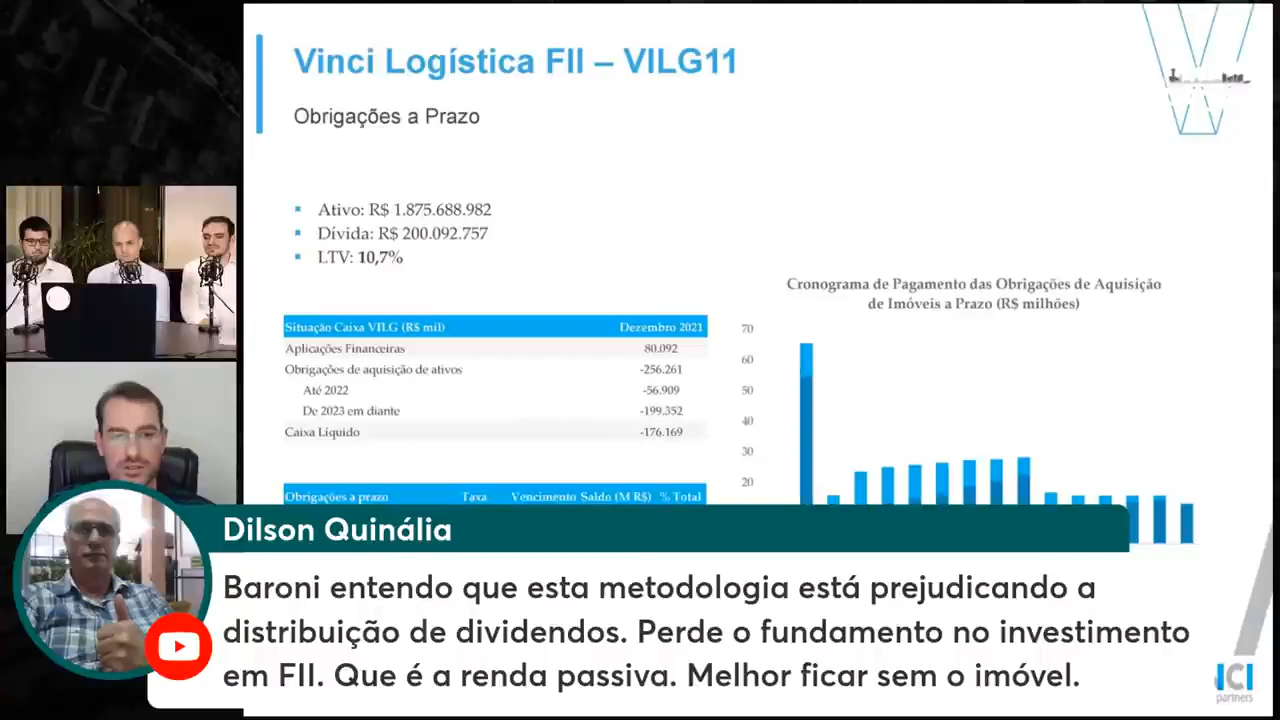 Vinci Logística FII – VILG11
Obrigações a Prazo
Ativo: R$ 1.875.688.982
Dívida: R$ 200.092.757
LTV: 10,7%
Situação Caixa VILG (R$ mil) Dezembro 2021
Aplicações Financeiras 80.092
Obrigações de aquisição de ativos -256.261
Até 2022 -56.909
De 2023 em diante -199.352
Caixa Líquido -176.169
Obrigações a prazo Taxa Vencimento Saldo (M R$) % Total
Cronograma de Pagamento das Obrigações de Aquisição
de Imóveis a Prazo (R$ milhões)
70
60
50
40
30
20
Dilson Quinália
Baroni entendo que esta metodologia está prejudicando a
distribuição de dividendos. Perde o fundamento no investimento
em FII. Que é a renda passiva. Melhor ficar sem o imóvel.
ICI
partners